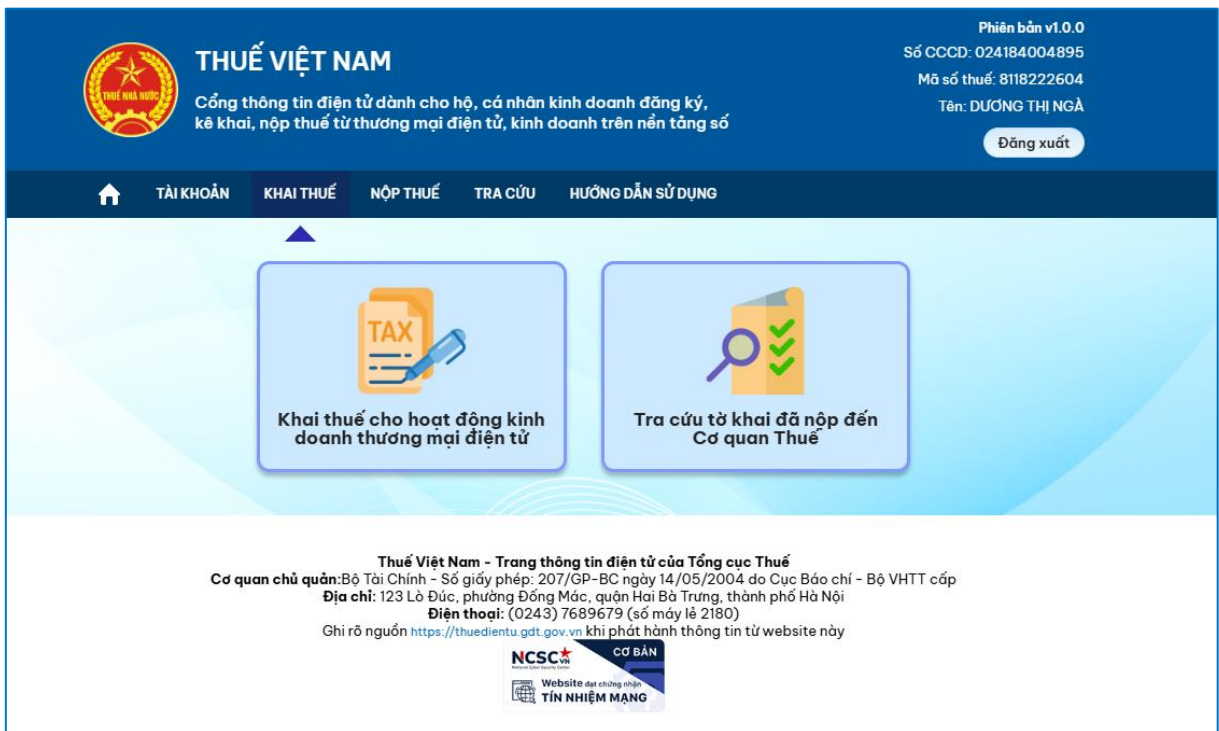 Phiên bản v1.0.0
Số CCCD: 024184004895
Mã số thuế: 8118222604
Tên: DƯƠNG THỊ NGÀ
Đăng xuất
THUẾ NHÀ NƯỚC
THUẾ VIỆT NAM
Cổng thông tin điện tử dành cho hộ, cá nhân kinh doanh đăng ký,
kê khai, nộp thuế từ thương mại điện tử, kinh doanh trên nền tảng số
TÀI KHOẢN KHAI THUẾ NỘP THUẾ TRA CỨU HƯỚNG DẪN SỬ DỤNG
TAX
Khai thuế cho hoạt động kinh
doanh thương mại điện tử
Tra cứu tờ khai đã nộp đến
Cơ quan Thuế
Thuế Việt Nam - Trang thông tin điện tử của Tổng cục Thuế
Cơ quan chủ quản:Bộ Tài Chính - Số giấy phép: 207/GP-BC ngày 14/05/2004 do Cục Báo chí - Bộ VHTT cấp
Địa chỉ: 123 Lò Đúc, phường Đống Mác, quận Hai Bà Trưng, thành phố Hà Nội
Điện thoại: (0243) 7689679 (số máy lẻ 2180)
Ghi rõ nguồn https://thuedientu.gdt.gov.vn khi phát hành thông tin từ website này
NCSC VN
National Cyber Security Center
CƠ BẢN
Website đạt chứng nhận
TÍN NHIỆM MẠNG